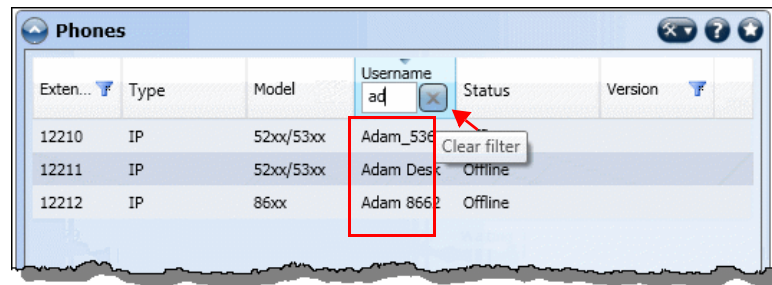 Phones
Exten... Type Model Username Status Version
ad
Clear filter
12210 IP 52xx/53xx Adam_536
12211 IP 52xx/53xx Adam Desk Offline
12212 IP 86xx Adam 8662 Offline